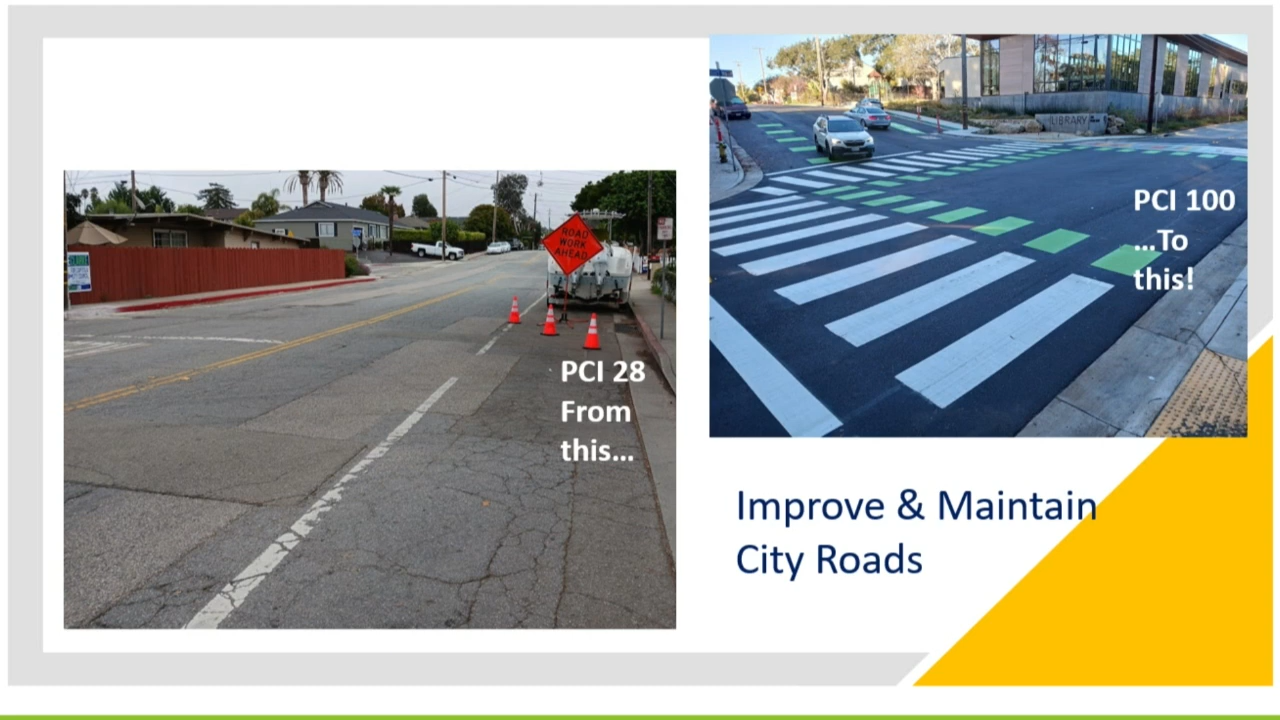 ROAD
WORK
AHEAD
PCI 28
From
this...
LIBRARY
PCI 100
...To
this!
Improve & Maintain
City Roads